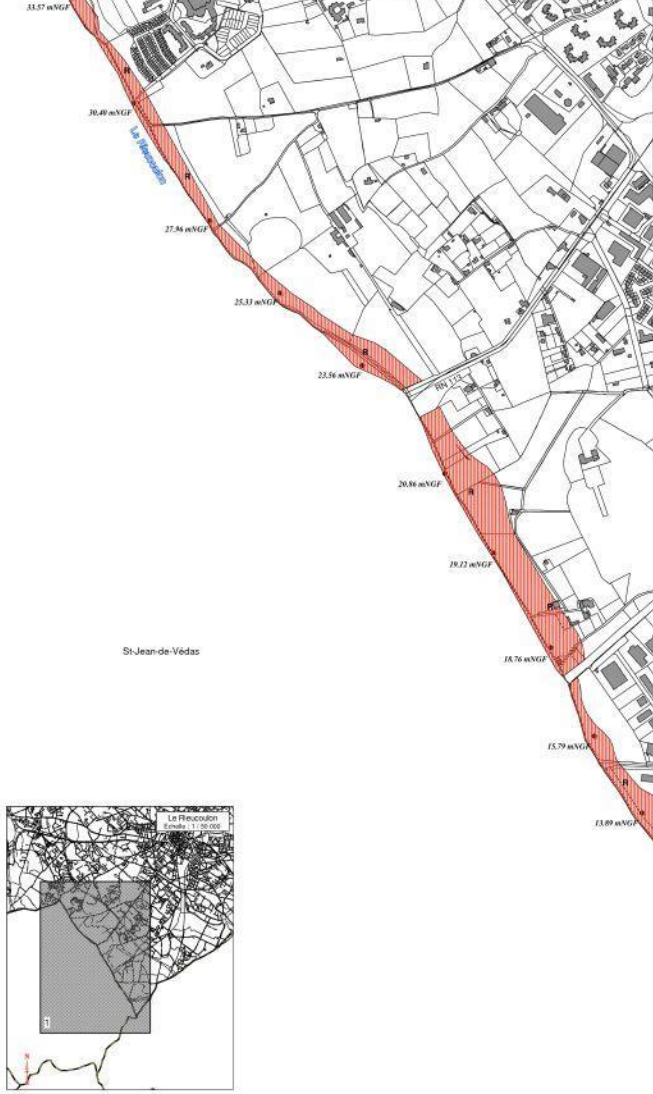 33.57 mNGF
R
30.40 mNGF
Le Rieucoulon
R
27.96 mNGF
25.33 mNGF
R
23.56 mNGF
RN 113
20.86 mNGF
R
19.12 mNGF
R
St-Jean-de-Védas
18.76 mNGF
15.79 mNGF
R
13.89 mNGF
Le Rieucoulon
Echelle : 1 / 50 000
1
N